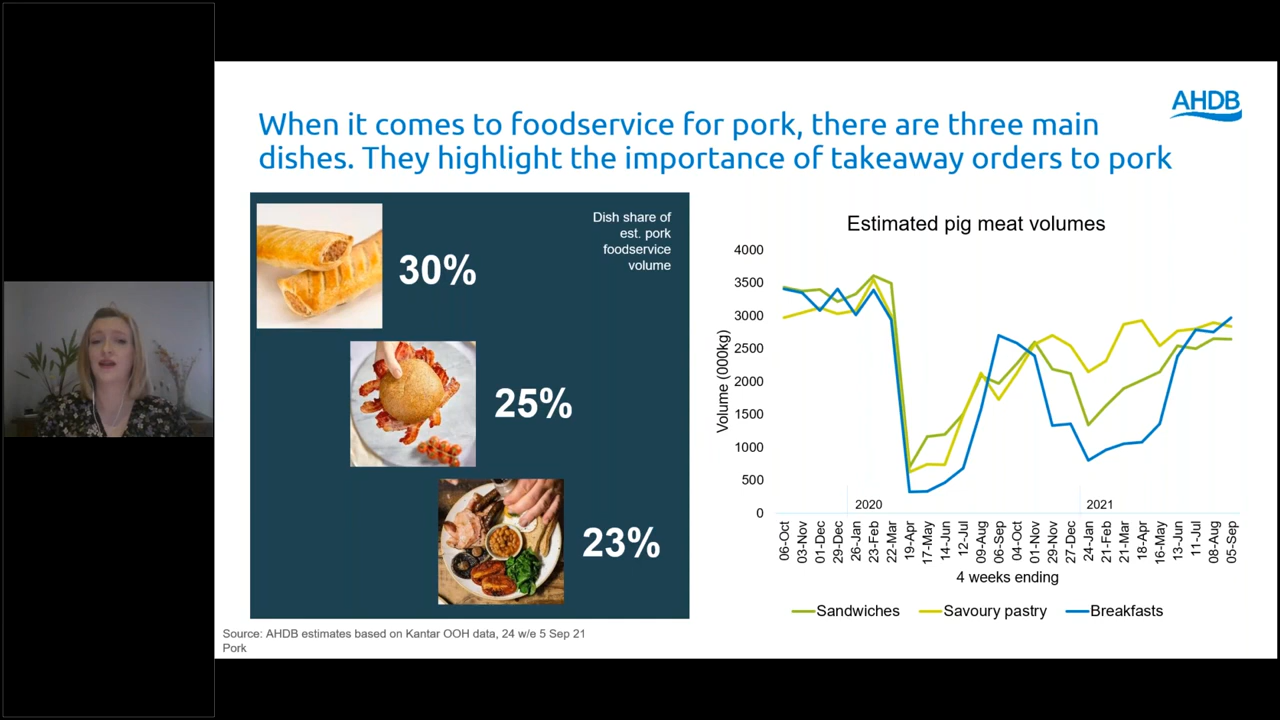 AHDB
When it comes to foodservice for pork, there are three main
dishes. They highlight the importance of takeaway orders to pork
Dish share of
est. pork
foodservice
volume
30%
25%
23%
Estimated pig meat volumes
Volume (000kg)
4000
3500
3000
2500
2000
1500
1000
500
0
2020
2021
06-Oct
03-Nov
01-Dec
29-Dec
26-Jan
23-Feb
22-Mar
19-Apr
17-May
14-Jun
12-Jul
09-Aug
06-Sep
04-Oct
01-Nov
29-Nov
27-Dec
24-Jan
21-Feb
21-Mar
18-Apr
16-May
13-Jun
11-Jul
08-Aug
05-Sep
4 weeks ending
Sandwiches
Savoury pastry
Breakfasts
Source: AHDB estimates based on Kantar OOH data, 24 w/e 5 Sep 21
Pork